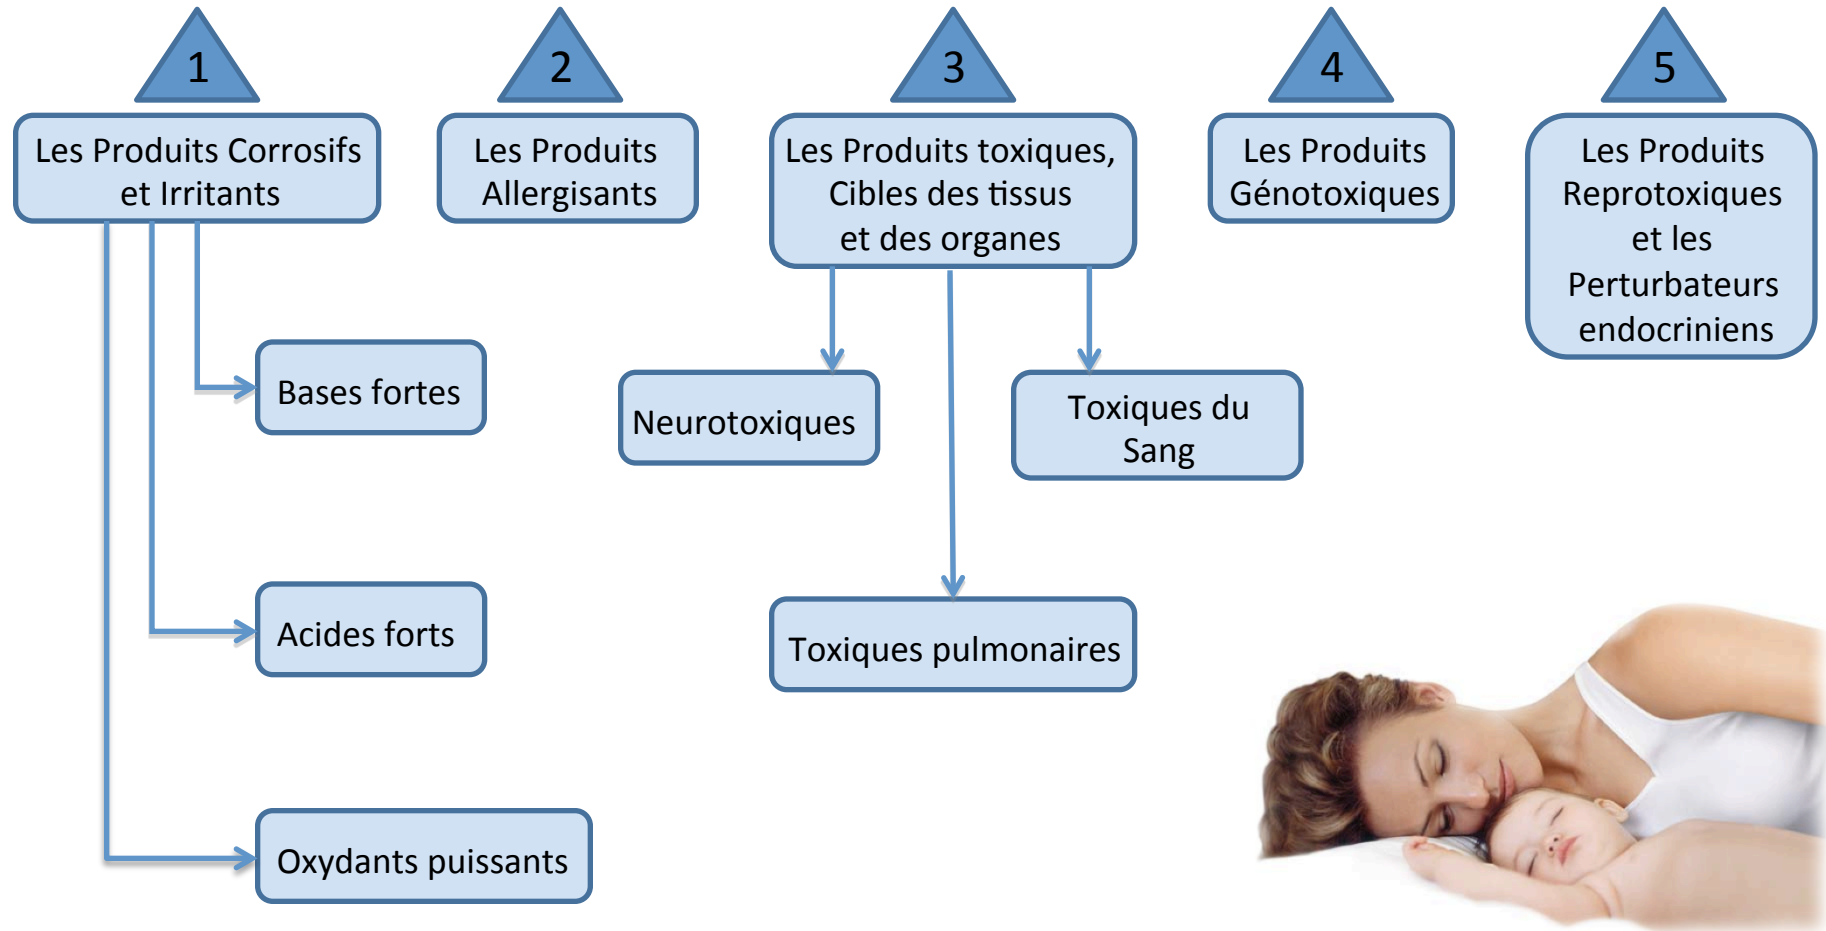 1
Les Produits Corrosifs
et Irritants
Bases fortes
Acides forts
Oxydants puissants
2
Les Produits
Allergisants
3
Les Produits toxiques,
Cibles des tissus
et des organes
Neurotoxiques
Toxiques pulmonaires
Toxiques du
Sang
4
Les Produits
Génotoxiques
5
Les Produits
Reprotoxiques
et les
Perturbateurs
endocriniens